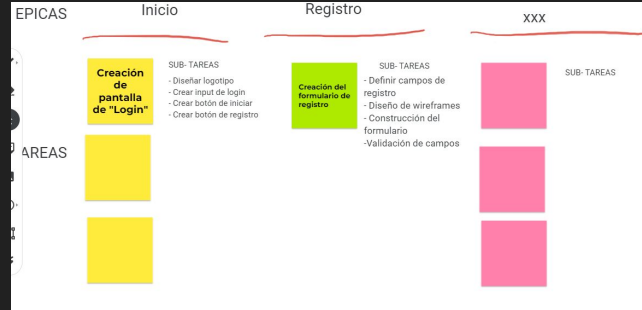 EPICAS
Inicio
Registro
xxx
Creación
de
pantalla
de "Login"
SUB- TAREAS
- Diseñar logotipo
- Crear input de login
- Crear botón de iniciar
- Crear botón de registro
Creación del
formulario de
registro
SUB- TAREAS
- Definir campos de
registro
- Diseño de wireframes
- Construcción del
formulario
-Validación de campos
SUB- TAREAS
AREAS